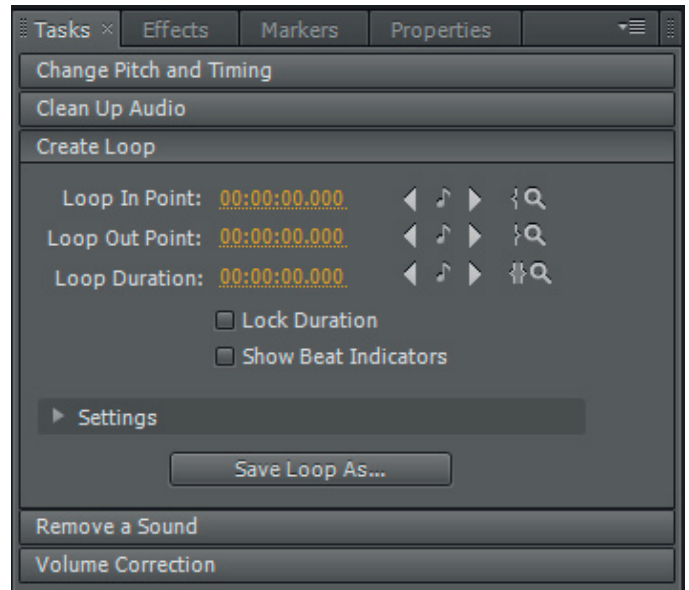 Tasks × Effects Markers Properties
Change Pitch and Timing
Clean Up Audio
Create Loop
Loop In Point: 00:00:00.000
Loop Out Point: 00:00:00.000
Loop Duration: 00:00:00.000
Lock Duration
Show Beat Indicators
Settings
Save Loop As...
Remove a Sound
Volume Correction